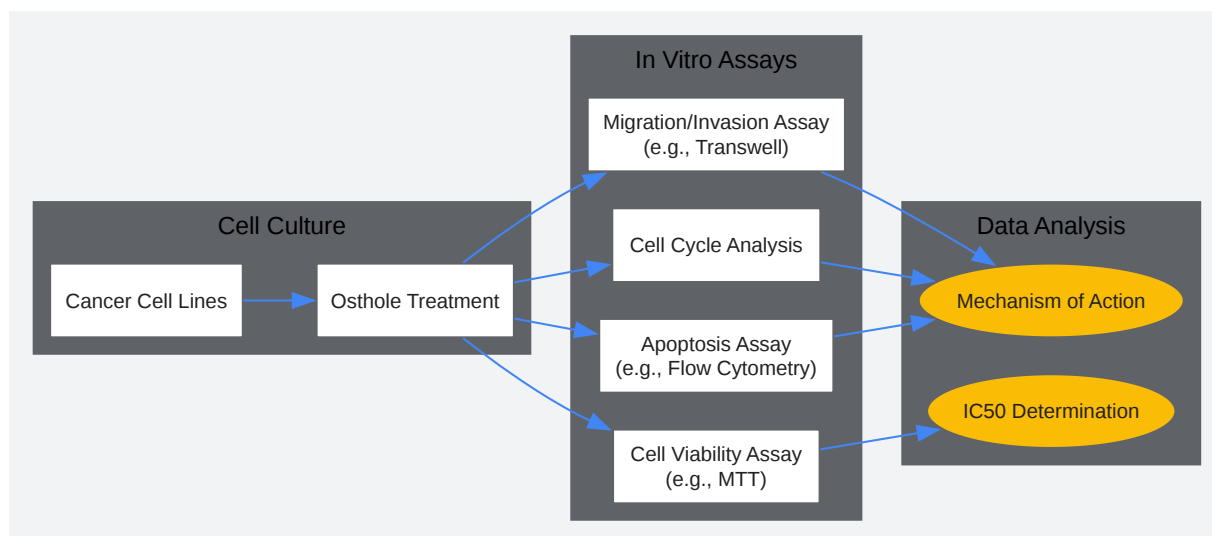 Cell Culture
Cancer Cell Lines
Osthole Treatment
In Vitro Assays
Migration/Invasion Assay
(e.g., Transwell)
Cell Cycle Analysis
Apoptosis Assay
(e.g., Flow Cytometry)
Cell Viability Assay
(e.g., MTT)
Data Analysis
Mechanism of Action
IC50 Determination